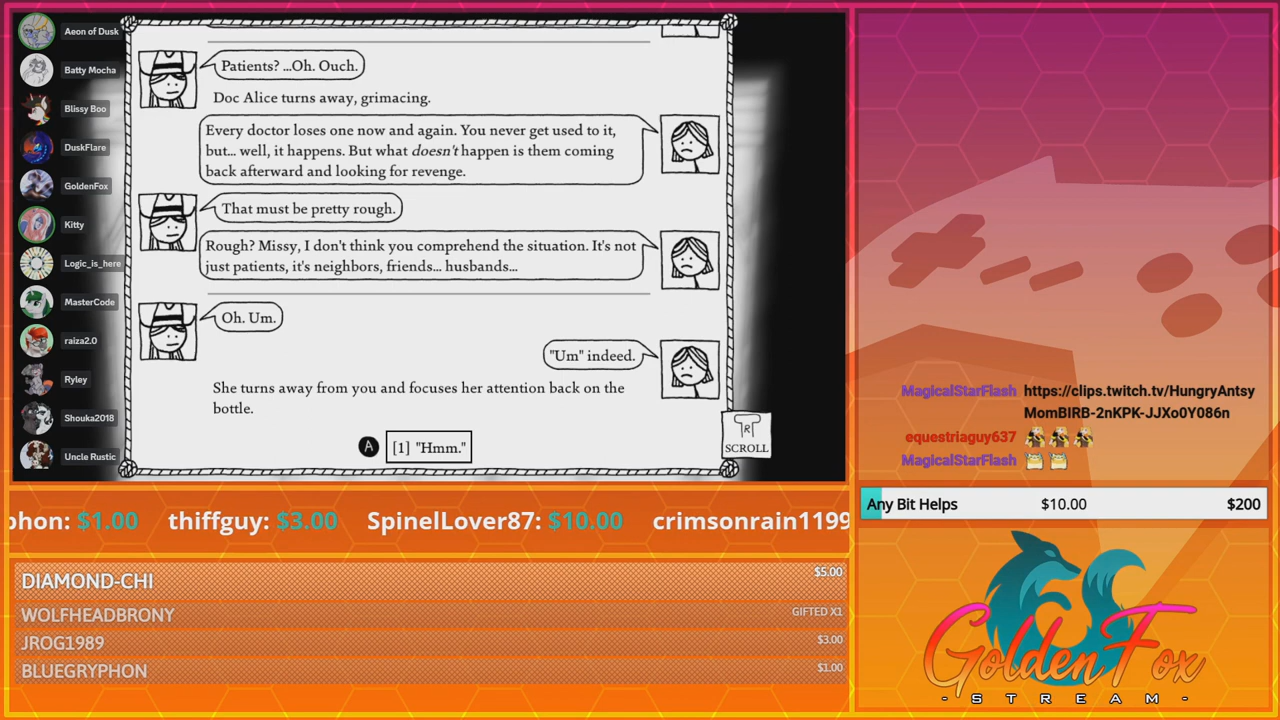 Aeon of Dusk
Batty Mocha
Blissy Boo
DuskFlare
GoldenFox
Kitty
Logic_is_here
MasterCode
raiza2.0
Ryley
Shouka2018
Uncle Rustic
Patients? ...Oh. Ouch.
Doc Alice turns away, grimacing.
Every doctor loses one now and again. You never get used to it,
but... well, it happens. But what doesn't happen is them coming
back afterward and looking for revenge.
That must be pretty rough.
Rough? Missy, I don't think you comprehend the situation. It's not
just patients, it's neighbors, friends... husbands...
Oh. Um.
"Um" indeed.
She turns away from you and focuses her attention back on the
bottle.
A [1] "Hmm."
R
SCROLL
MagicalStarFlash https://clips.twitch.tv/HungryAntsy
MomBIRB-2nKPK-JJXo0Y086n
equestriaguy637
MagicalStarFlash
Any Bit Helps $10.00 $200
phon: $1.00 thiffguy: $3.00 SpinelLover87: $10.00 crimsonrain1199
DIAMOND-CHI $5.00
WOLFHEADBRONY GIFTED X1
JROG1989 $3.00
BLUEGRYPHON $1.00
GoldenFox
- STREAM -